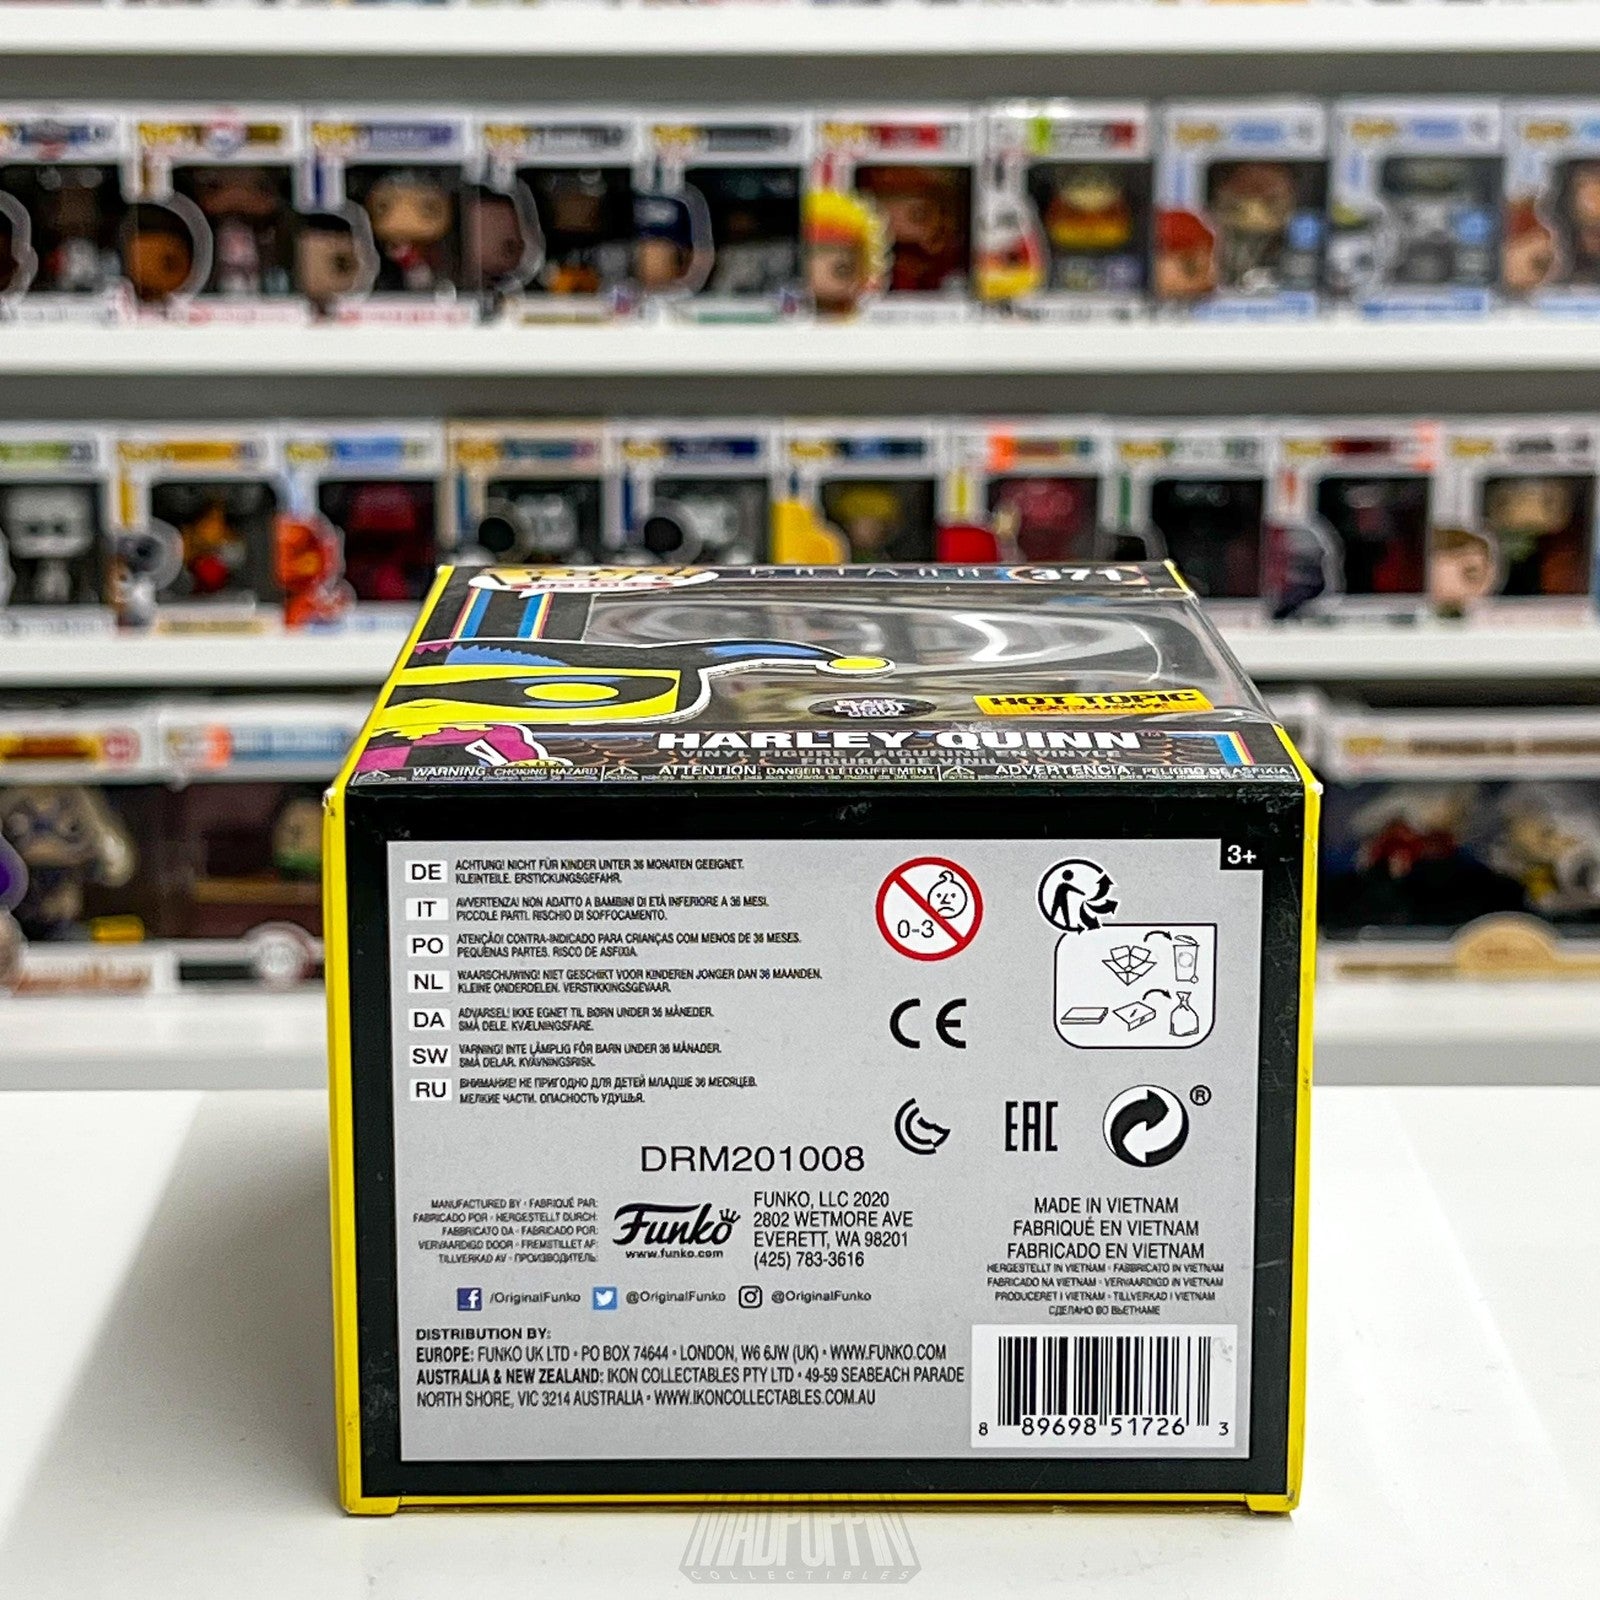 BATMAN 371
BLACK LIGHT GLOW
HOT TOPIC
EXCLUSIVE
HARLEY QUINN™
VINYL FIGURE / FIGURINE EN VINYLE
FIGURA DE VINIL
WARNING: CHOKING HAZARD. ATTENTION: DANGER D'ÉTOUFFEMENT ADVERTENCIA: PELIGRO DE ASFIXIA
3+
DE ACHTUNG! NICHT FÜR KINDER UNTER 36 MONATEN GEEIGNET.
KLEINTEILE. ERSTICKUNGSGEFAHR.
IT AVVERTENZA! NON ADATTO A BAMBINI DI ETÀ INFERIORE A 36 MESI.
PICCOLE PARTI. RISCHIO DI SOFFOCAMENTO.
PO ATENÇÃO! CONTRA-INDICADO PARA CRIANÇAS COM MENOS DE 36 MESES.
PEQUENAS PARTES. RISCO DE ASFIXIA.
NL WAARSCHUWING! NIET GESCHIKT VOOR KINDEREN JONGER DAN 36 MAANDEN.
KLEINE ONDERDELEN. VERSTIKKINGSGEVAAR.
DA ADVARSEL! IKKE EGNET TIL BØRN UNDER 36 MÅNEDER.
SMÅ DELE. KVÆLNINGSFARE.
SW VARNING! INTE LÄMPLIG FÖR BARN UNDER 36 MÅNADER.
SMÅ DELAR. KVÄVNINGSRISK.
RU ВНИМАНИЕ! НЕ ПРИГОДНО ДЛЯ ДЕТЕЙ МЛАДШЕ 36 МЕСЯЦЕВ.
МЕЛКИЕ ЧАСТИ. ОПАСНОСТЬ УДУШЬЯ.
0-3
CE
EAC
®
DRM201008
MANUFACTURED BY · FABRIQUÉ PAR:
FABRICADO POR · HERGESTELLT DURCH:
FABBRICATO DA · FABRICADO POR:
VERVAARDIGD DOOR · FREMSTILLET AF:
TILLVERKAD AV · ПРОИЗВОДИТЕЛЬ:
Funko
www.funko.com
FUNKO, LLC 2020
2802 WETMORE AVE
EVERETT, WA 98201
(425) 783-3616
MADE IN VIETNAM
FABRIQUÉ EN VIETNAM
FABRICADO EN VIETNAM
HERGESTELLT IN VIETNAM · FABBRICATO IN VIETNAM
FABRICADO NA VIETNAM · VERVAARDIGD IN VIETNAM
PRODUCERET I VIETNAM · TILLVERKAD I VIETNAM
СДЕЛАНО ВО ВЬЕТНАМЕ
/OriginalFunko @OriginalFunko @OriginalFunko
DISTRIBUTION BY:
EUROPE: FUNKO UK LTD · PO BOX 74644 · LONDON, W6 6JW (UK) · WWW.FUNKO.COM
AUSTRALIA & NEW ZEALAND: IKON COLLECTABLES PTY LTD · 49-59 SEABEACH PARADE
NORTH SHORE, VIC 3214 AUSTRALIA · WWW.IKONCOLLECTABLES.COM.AU
8 89698 51726 3
MADPOPPIN
COLLECTIBLES